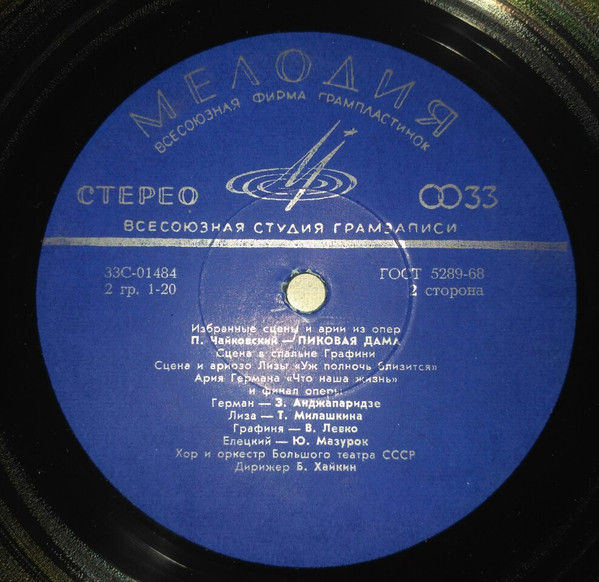 МЕЛОДИЯ
ВСЕСОЮЗНАЯ ФИРМА ГРАМПЛАСТИНОК
СТЕРЕО
33
ВСЕСОЮЗНАЯ СТУДИЯ ГРАМЗАПИСИ
33С-01484
ГОСТ 5289-68
2 гр. 1-20
2 сторона
Избранные сцены и арии из опер
П. Чайковский — ПИКОВАЯ ДАМА
Сцена в спальне Графини
Сцена и ариозо Лизы «Уж полночь близится»
Ария Германа «Что наша жизнь»
и финал оперы
Герман — З. Анджапаридзе
Лиза — Т. Милашкина
Графиня — В. Левко
Елецкий — Ю. Мазурок
Хор и оркестр Большого театра СССР
Дирижер Б. Хайкин